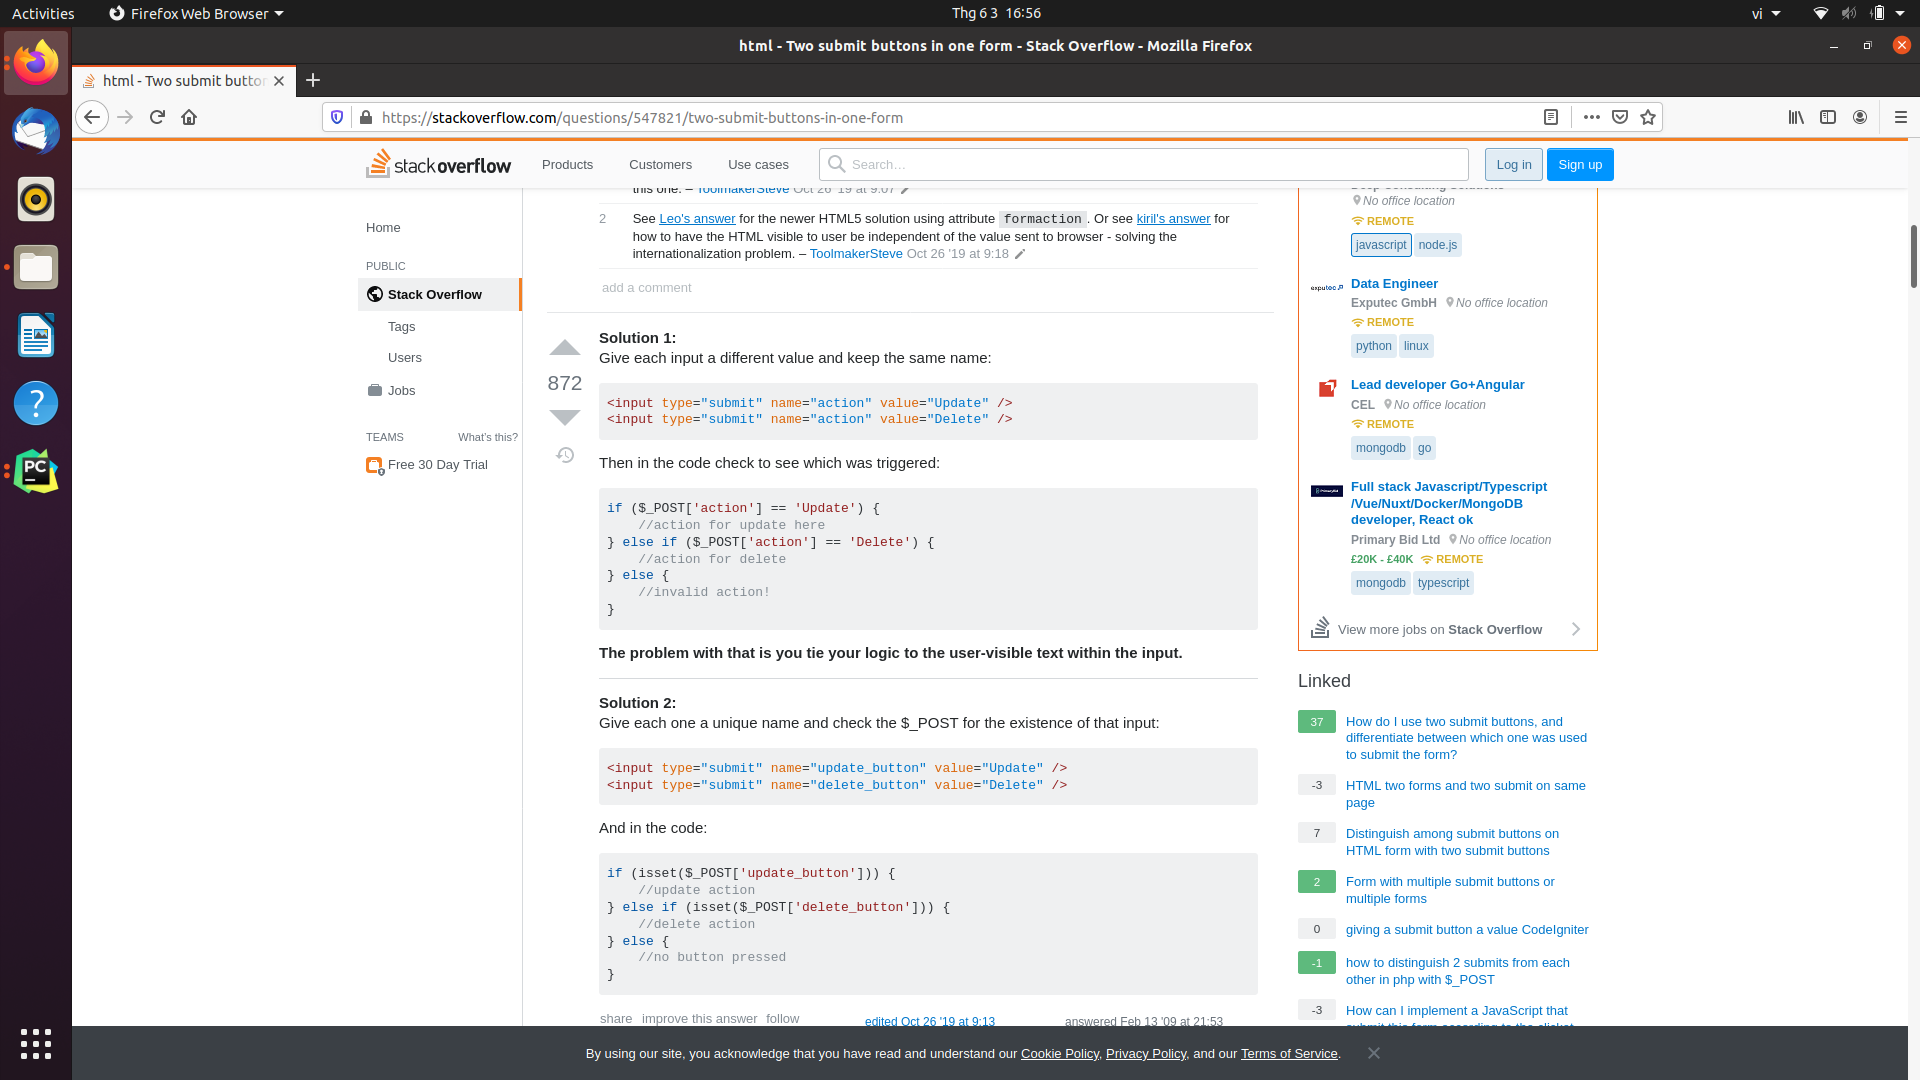 Activities
Firefox Web Browser
Thg 6 3 16:56
vi
html - Two submit buttons in one form - Stack Overflow - Mozilla Firefox
html - Two submit button
https://stackoverflow.com/questions/547821/two-submit-buttons-in-one-form
stackoverflow
Products
Customers
Use cases
Search…
Log in
Sign up
Home
PUBLIC
Stack Overflow
Tags
Users
Jobs
TEAMS
What's this?
Free 30 Day Trial
this one. – ToolmakerSteve Oct 26 '19 at 9:07
2
See Leo's answer for the newer HTML5 solution using attribute formaction. Or see kiril's answer for
how to have the HTML visible to user be independent of the value sent to browser - solving the
internationalization problem. – ToolmakerSteve Oct 26 '19 at 9:18
add a comment
872
Solution 1:
Give each input a different value and keep the same name:
<input type="submit" name="action" value="Update" />
<input type="submit" name="action" value="Delete" />
Then in the code check to see which was triggered:
if ($_POST['action'] == 'Update') {
    //action for update here
} else if ($_POST['action'] == 'Delete') {
    //action for delete
} else {
    //invalid action!
}
The problem with that is you tie your logic to the user-visible text within the input.
Solution 2:
Give each one a unique name and check the $_POST for the existence of that input:
<input type="submit" name="update_button" value="Update" />
<input type="submit" name="delete_button" value="Delete" />
And in the code:
if (isset($_POST['update_button'])) {
    //update action
} else if (isset($_POST['delete_button'])) {
    //delete action
} else {
    //no button pressed
}
share improve this answer follow
edited Oct 26 '19 at 9:13
answered Feb 13 '09 at 21:53
Deep Consulting Solutions
No office location
REMOTE
javascript node.js
exputec
Data Engineer
Exputec GmbH No office location
REMOTE
python linux
Lead developer Go+Angular
CEL No office location
REMOTE
mongodb go
PrimaryBid
Full stack Javascript/Typescript
/Vue/Nuxt/Docker/MongoDB
developer, React ok
Primary Bid Ltd No office location
£20K - £40K REMOTE
mongodb typescript
View more jobs on Stack Overflow
Linked
37 How do I use two submit buttons, and
differentiate between which one was used
to submit the form?
-3 HTML two forms and two submit on same
page
7 Distinguish among submit buttons on
HTML form with two submit buttons
2 Form with multiple submit buttons or
multiple forms
0 giving a submit button a value CodeIgniter
-1 how to distinguish 2 submits from each
other in php with $_POST
-3 How can I implement a JavaScript that
By using our site, you acknowledge that you have read and understand our Cookie Policy, Privacy Policy, and our Terms of Service.
PC